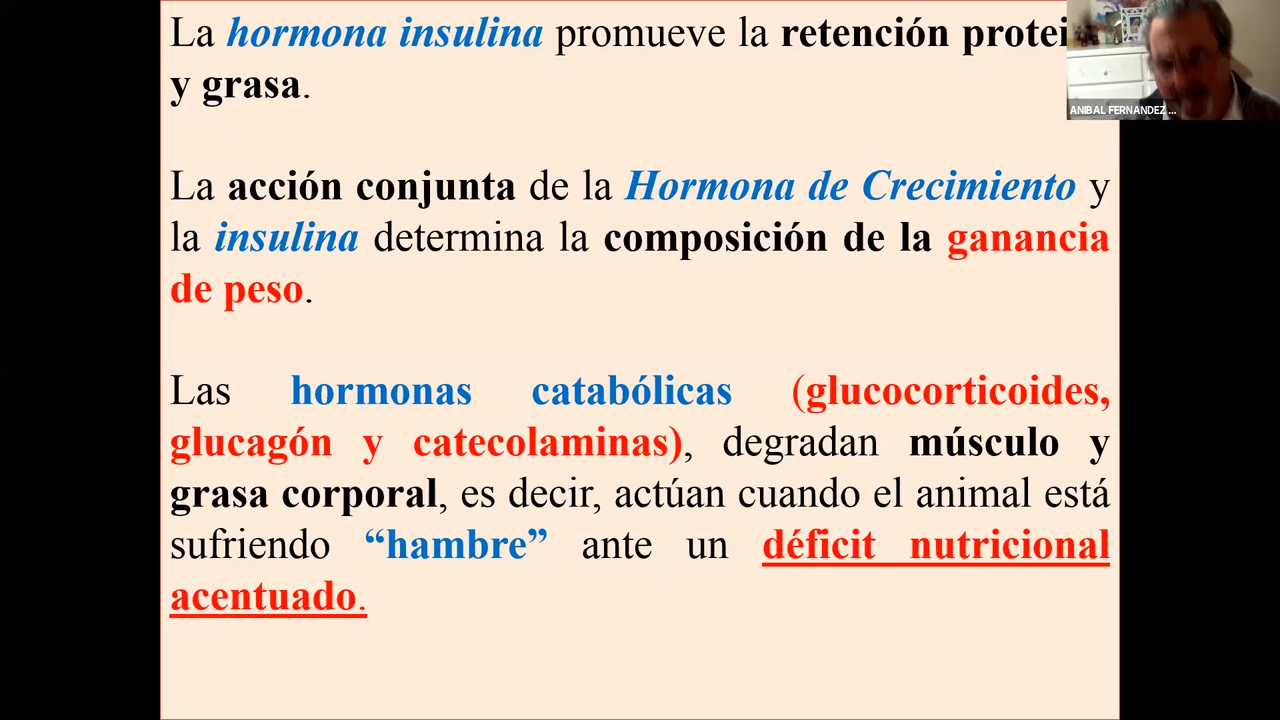 La hormona insulina promueve la retención
y grasa.
La acción conjunta de la Hormona de Crecimiento y
la insulina determina la composición de la ganancia
de peso.
Las hormonas catabólicas (glucocorticoides,
glucagón y catecolaminas), degradan músculo y
grasa corporal, es decir, actúan cuando el animal está
sufriendo “hambre” ante un déficit nutricional
acentuado.
ANIBAL FERNANDEZ ...